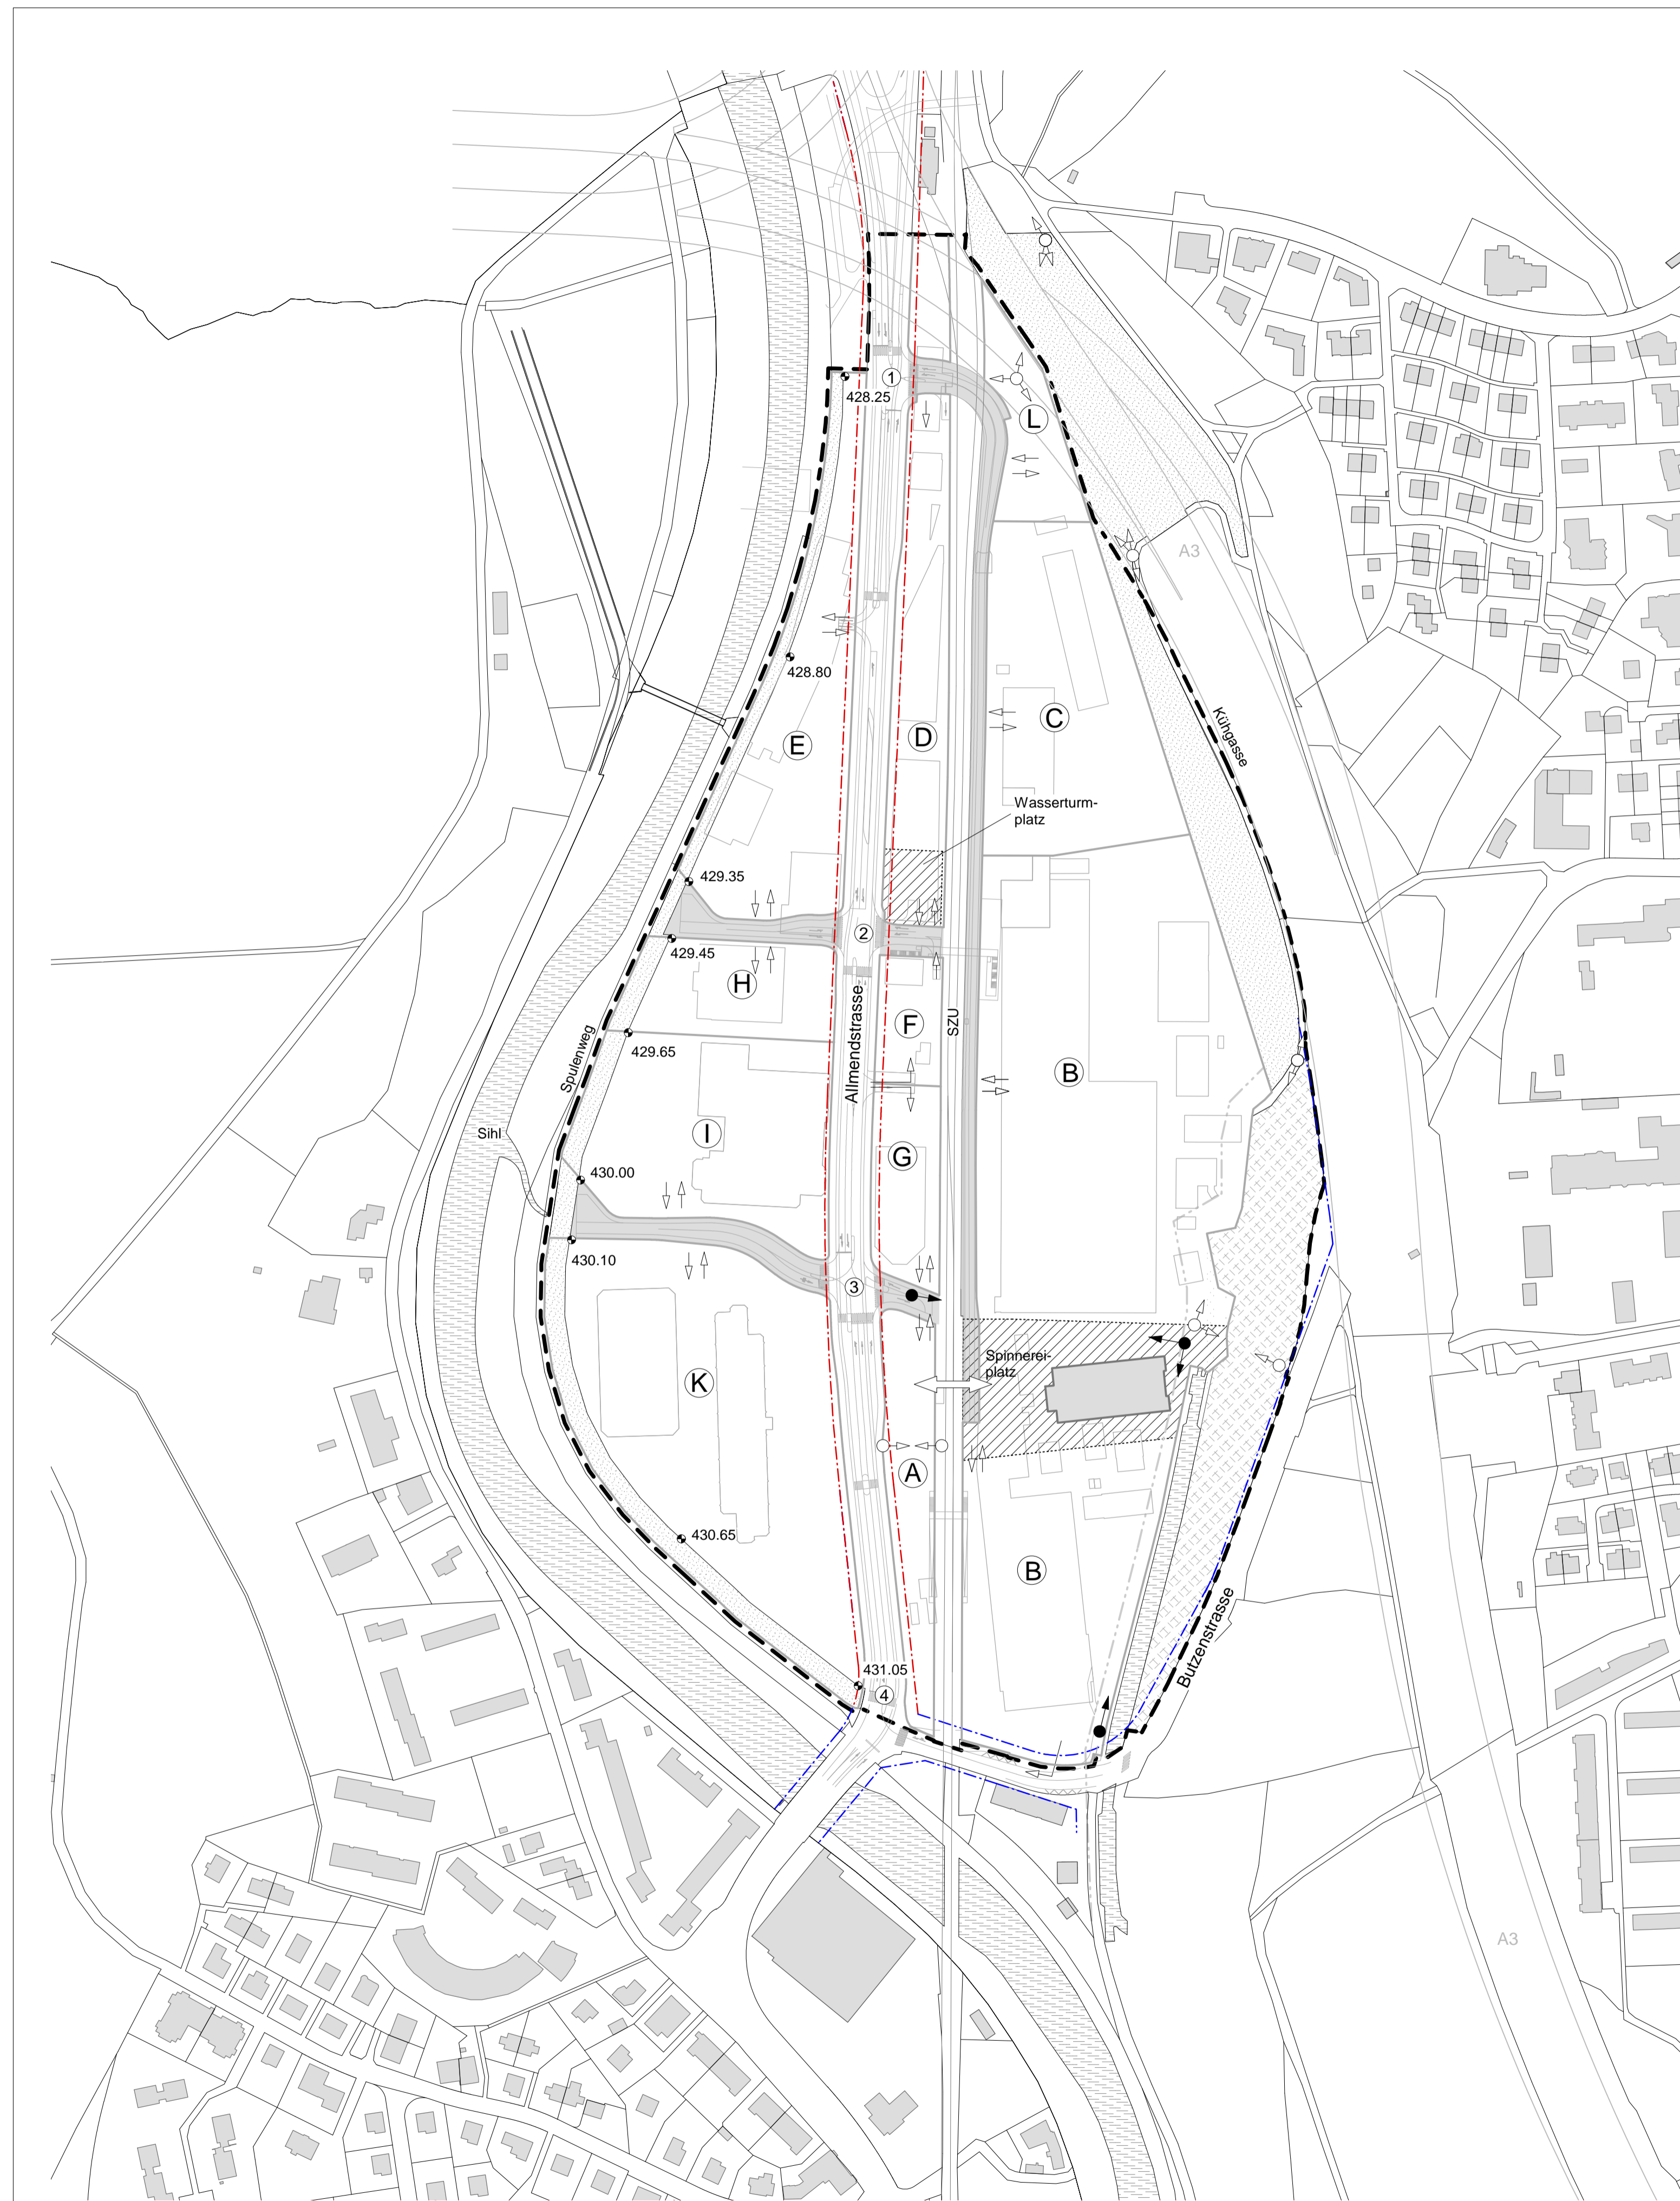 1
428.25
L
A3
428.80
Kühgasse
C
D
E
Wasserturm-
platz
429.35
2
429.45
H
Allmendstrasse
F
SZU
429.65
Spulenweg
B
Sihl
I
G
430.00
430.10
3
Spinnerei-
platz
K
A
430.65
B
Butzenstrasse
431.05
4
A3